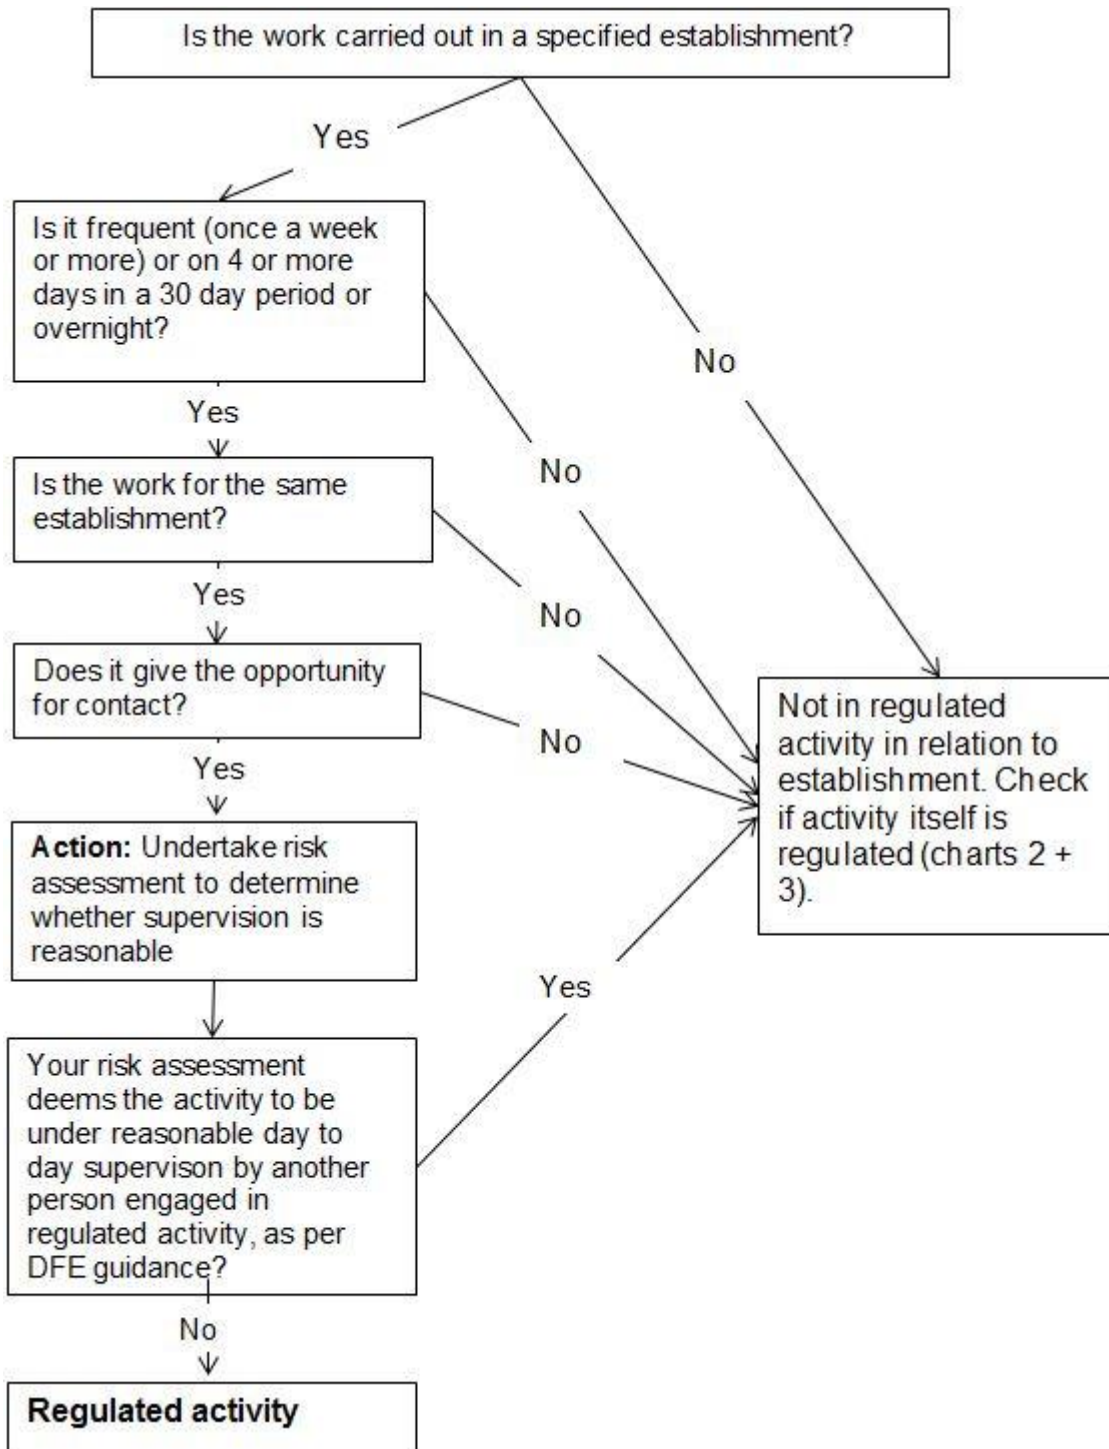 Is the work carried out in a specified establishment?
Yes
Is it frequent (once a week
or more) or on 4 or more
days in a 30 day period or
overnight?
No
Yes
No
Is the work for the same
establishment?
Yes
No
Does it give the opportunity
for contact?
No
Yes
Not in regulated
activity in relation to
establishment. Check
if activity itself is
regulated (charts 2 +
3).
Action: Undertake risk
assessment to determine
whether supervision is
reasonable
Yes
Your risk assessment
deems the activity to be
under reasonable day to
day supervison by another
person engaged in
regulated activity, as per
DFE guidance?
No
Regulated activity